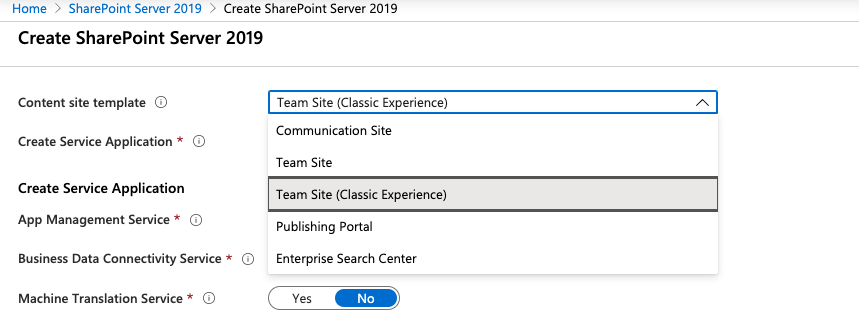 Home > SharePoint Server 2019 > Create SharePoint Server 2019
Create SharePoint Server 2019
Content site template
Team Site (Classic Experience)
Communication Site
Create Service Application *
Team Site
Create Service Application
Team Site (Classic Experience)
App Management Service *
Publishing Portal
Business Data Connectivity Service *
Enterprise Search Center
Machine Translation Service *
Yes No